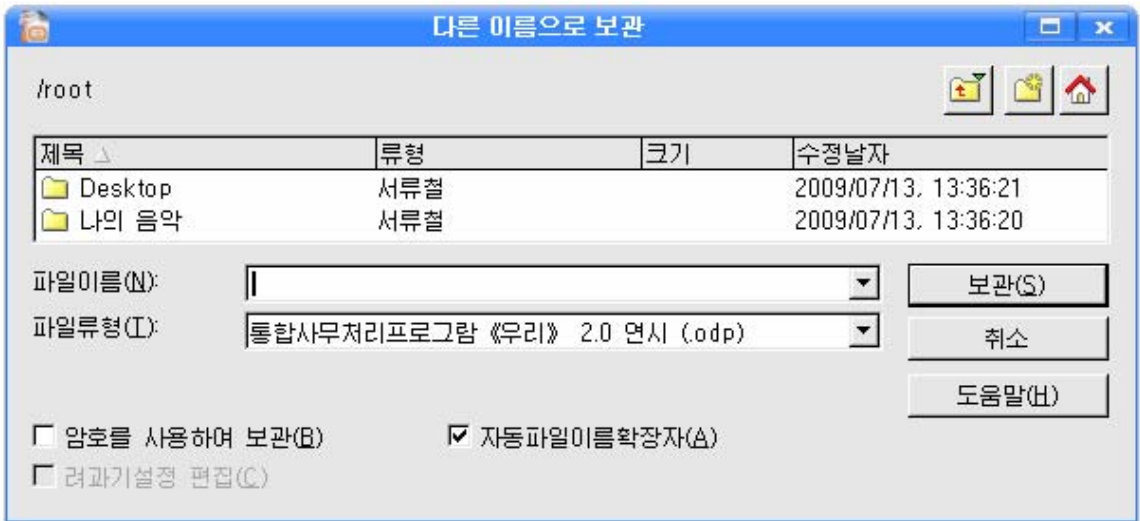 다른 이름으로 보관
/root
제목 류형 크기 수정날자
Desktop 서류철 2009/07/13, 13:36:21
나의 음악 서류철 2009/07/13, 13:36:20
파일이름(N): 보관(S)
파일류형(T): 통합사무처리프로그람 《우리》 2.0 연시 (.odp) 취소
도움말(H)
암호를 사용하여 보관(B) 자동파일이름확장자(A)
려과기설정 편집(C)